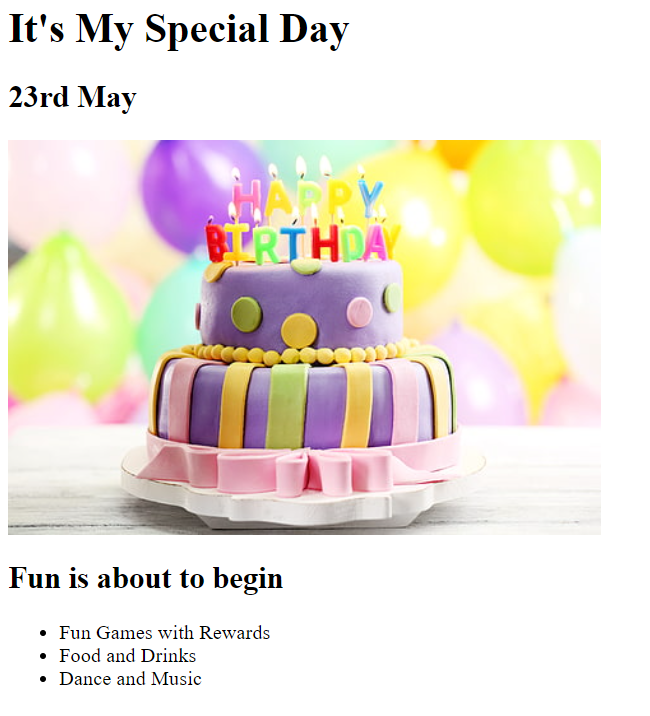 It's My Special Day
23rd May
HAPPY
BIRTHDAY
Fun is about to begin
Fun Games with Rewards
Food and Drinks
Dance and Music